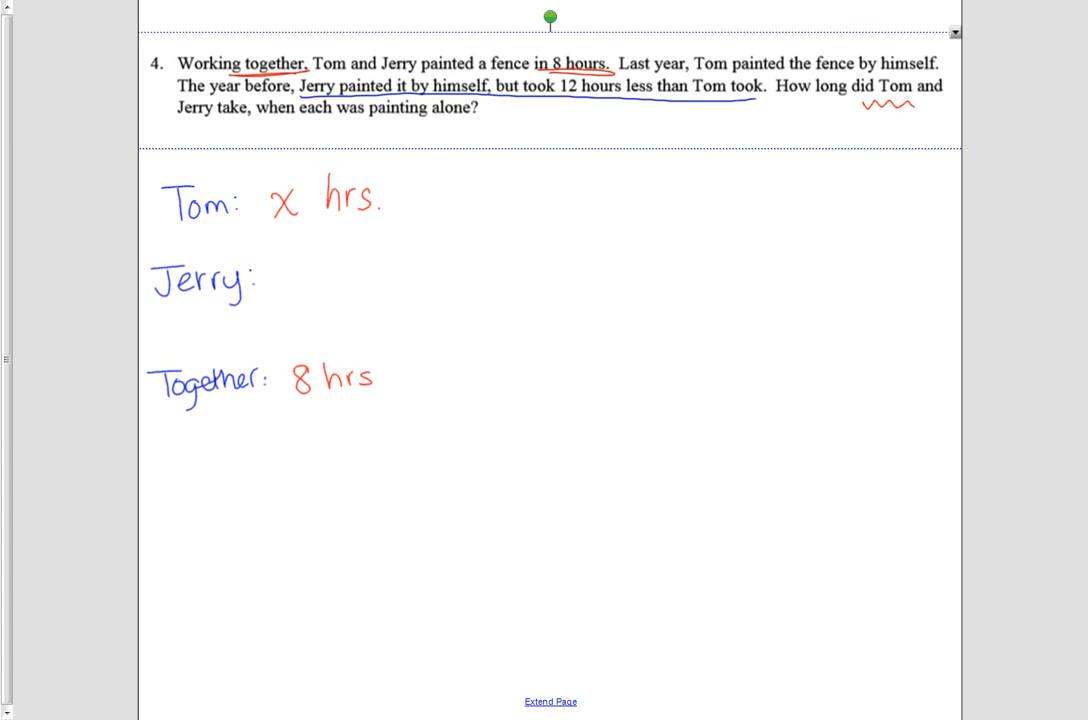 4. Working together, Tom and Jerry painted a fence in 8 hours. Last year, Tom painted the fence by himself.
The year before, Jerry painted it by himself, but took 12 hours less than Tom took. How long did Tom and
Jerry take, when each was painting alone?
Tom: x hrs.
Jerry:
Together: 8 hrs
Extend Page